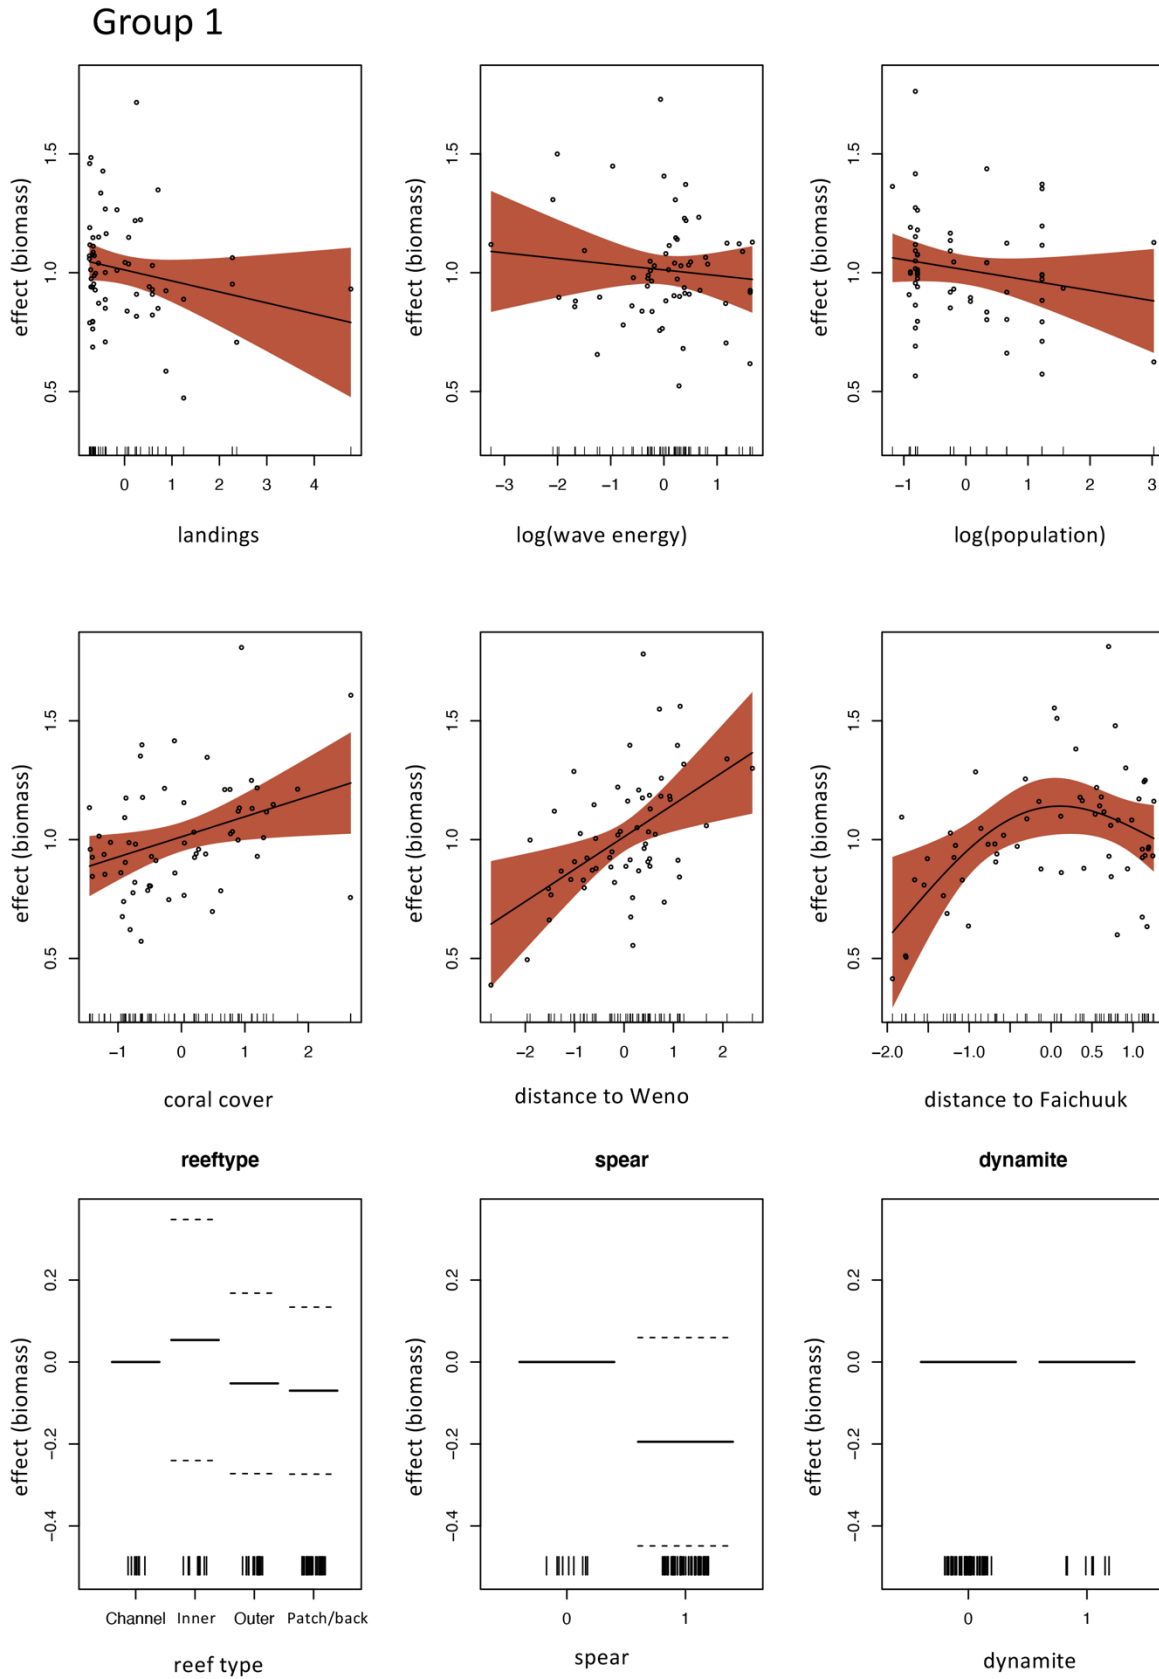 Group 1
effect (biomass) effect (biomass) effect (biomass)
1.5 1.5 1.5
1.0 1.0 1.0
0.5 0.5 0.5
0 1 2 3 4 −3 −2 −1 0 1 −1 0 1 2 3
landings log(wave energy) log(population)
effect (biomass) effect (biomass) effect (biomass)
1.5 1.5 1.5
1.0 1.0 1.0
0.5 0.5 0.5
−1 0 1 2 −2 −1 0 1 2 −2.0 −1.0 0.0 0.5 1.0
coral cover distance to Weno distance to Faichuuk
reeftype spear dynamite
effect (biomass) effect (biomass) effect (biomass)
0.2 0.2 0.2
0.0 0.0 0.0
−0.2 −0.2 −0.2
−0.4 −0.4 −0.4
Channel Inner Outer Patch/back 0 1 0 1
reef type spear dynamite